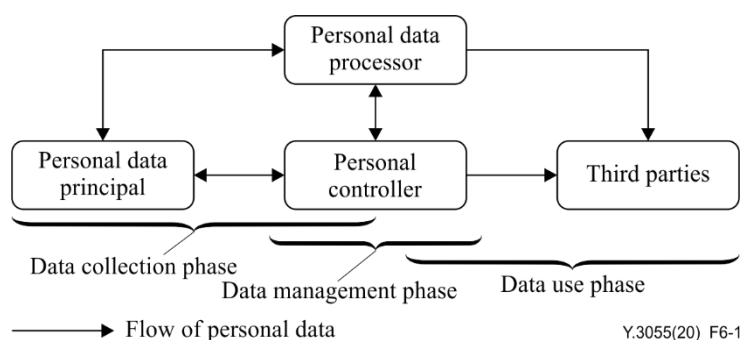 Personal data
processor
Personal data
principal
Personal
controller
Third parties
Data collection phase
Data management phase
Data use phase
Flow of personal data
Y.3055(20) F6-1